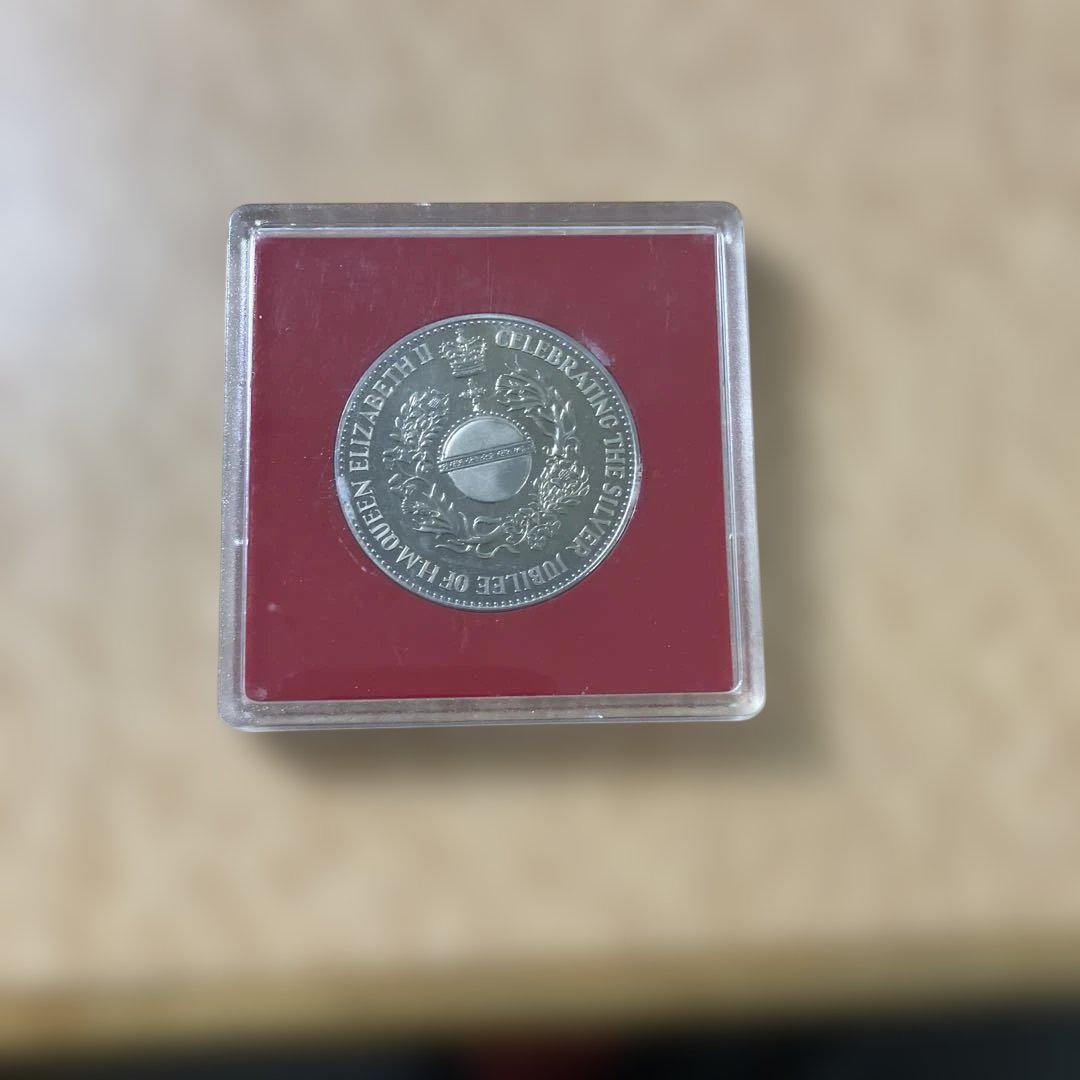 CELEBRATING THE SILVER JUBILEE OF H.M. QUEEN ELIZABETH II